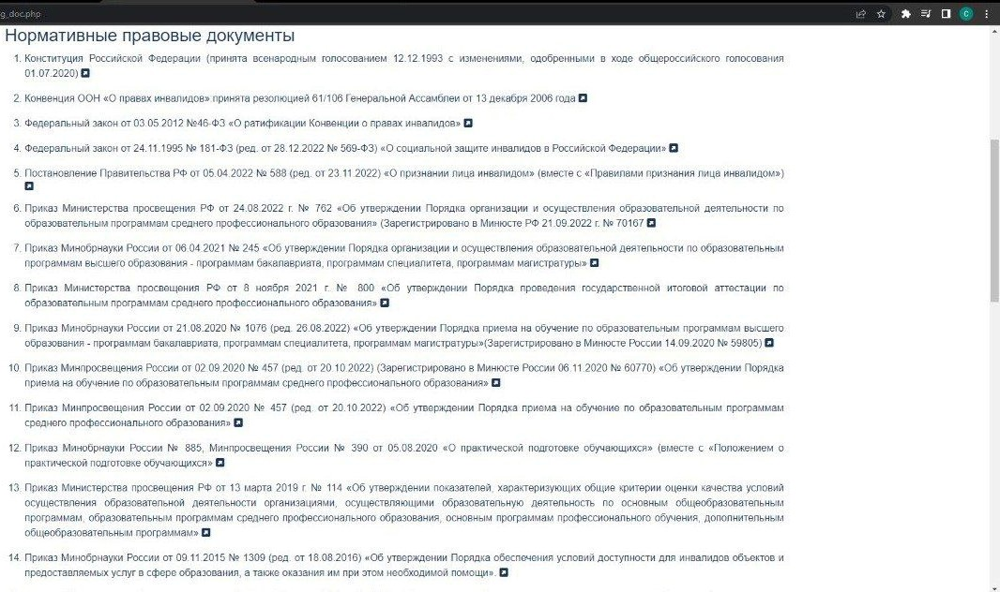 g_doc.php
C
Нормативные правовые документы
1. Конституция Российской Федерации (принята всенародным голосованием 12.12.1993 с изменениями, одобренными в ходе общероссийского голосования
01.07.2020)
2. Конвенция ООН «О правах инвалидов» принята резолюцией 61/106 Генеральной Ассамблеи от 13 декабря 2006 года
3. Федеральный закон от 03.05.2012 №46-ФЗ «О ратификации Конвенции о правах инвалидов»
4. Федеральный закон от 24.11.1995 № 181-ФЗ (ред. от 28.12.2022 № 569-ФЗ) «О социальной защите инвалидов в Российской Федерации»
5. Постановление Правительства РФ от 05.04.2022 № 588 (ред. от 23.11.2022) «О признании лица инвалидом» (вместе с «Правилами признания лица инвалидом»)
6. Приказ Министерства просвещения РФ от 24.08.2022 г. № 762 «Об утверждении Порядка организации и осуществления образовательной деятельности по
образовательным программам среднего профессионального образования» (Зарегистрировано в Минюсте РФ 21.09.2022 г. № 70167
7. Приказ Минобрнауки России от 06.04.2021 № 245 «Об утверждении Порядка организации и осуществления образовательной деятельности по образовательным
программам высшего образования - программам бакалавриата, программам специалитета, программам магистратуры»
8. Приказ Министерства просвещения РФ от 8 ноября 2021 г. № 800 «Об утверждении Порядка проведения государственной итоговой аттестации по
образовательным программам среднего профессионального образования»
9. Приказ Минобрнауки России от 21.08.2020 № 1076 (ред. 26.08.2022) «Об утверждении Порядка приема на обучение по образовательным программам высшего
образования - программам бакалавриата, программам специалитета, программам магистратуры»(Зарегистрировано в Минюсте России 14.09.2020 № 59805)
10. Приказ Минпросвещения России от 02.09.2020 № 457 (ред. от 20.10.2022) (Зарегистрировано в Минюсте России 06.11.2020 № 60770) «Об утверждении Порядка
приема на обучение по образовательным программам среднего профессионального образования»
11. Приказ Минпросвещения России от 02.09.2020 № 457 (ред. от 20.10.2022) «Об утверждении Порядка приема на обучение по образовательным программам
среднего профессионального образования»
12. Приказ Минобрнауки России № 885, Минпросвещения России № 390 от 05.08.2020 «О практической подготовке обучающихся» (вместе с «Положением о
практической подготовке обучающихся»
13. Приказ Министерства просвещения РФ от 13 марта 2019 г. № 114 «Об утверждении показателей, характеризующих общие критерии оценки качества условий
осуществления образовательной деятельности организациями, осуществляющими образовательную деятельность по основным общеобразовательным
программам, образовательным программам среднего профессионального образования, основным программам профессионального обучения, дополнительным
общеобразовательным программам»
14. Приказ Минобрнауки России от 09.11.2015 № 1309 (ред. от 18.08.2016) «Об утверждении Порядка обеспечения условий доступности для инвалидов объектов и
предоставляемых услуг в сфере образования, а также оказания им при этом необходимой помощи».